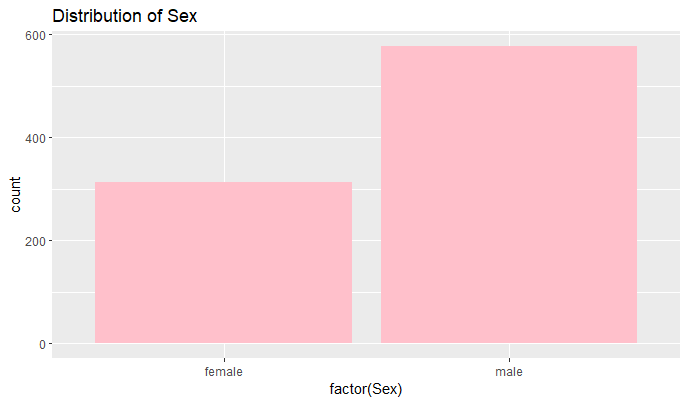 Distribution of Sex
600
400
200
0
count
female male
factor(Sex)